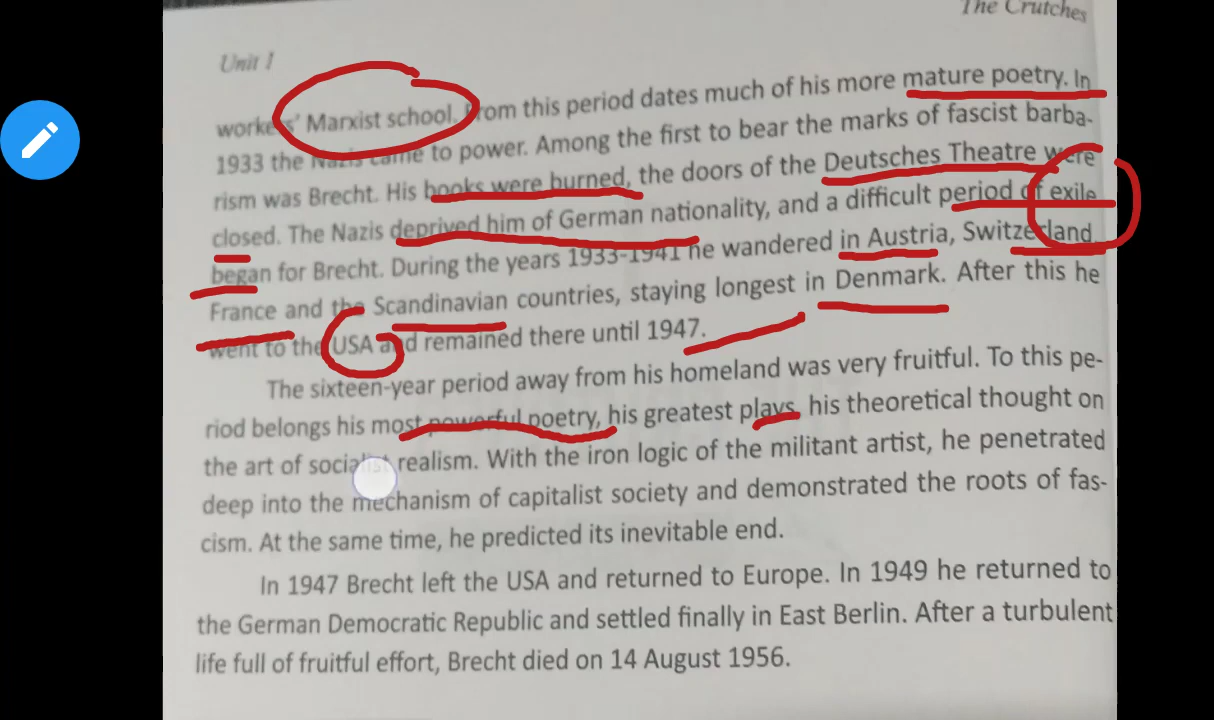 The Crutches
Unit 1
workers' Marxist school. From this period dates much of his more mature poetry. In
1933 the Nazis came to power. Among the first to bear the marks of fascist barba-
rism was Brecht. His books were burned, the doors of the Deutsches Theatre were
closed. The Nazis deprived him of German nationality, and a difficult period of exile
began for Brecht. During the years 1933-1941 he wandered in Austria, Switzerland,
France and the Scandinavian countries, staying longest in Denmark. After this he
went to the USA and remained there until 1947.
The sixteen-year period away from his homeland was very fruitful. To this pe-
riod belongs his most powerful poetry, his greatest plays, his theoretical thought on
the art of socialist realism. With the iron logic of the militant artist, he penetrated
deep into the mechanism of capitalist society and demonstrated the roots of fas-
cism. At the same time, he predicted its inevitable end.
In 1947 Brecht left the USA and returned to Europe. In 1949 he returned to
the German Democratic Republic and settled finally in East Berlin. After a turbulent
life full of fruitful effort, Brecht died on 14 August 1956.